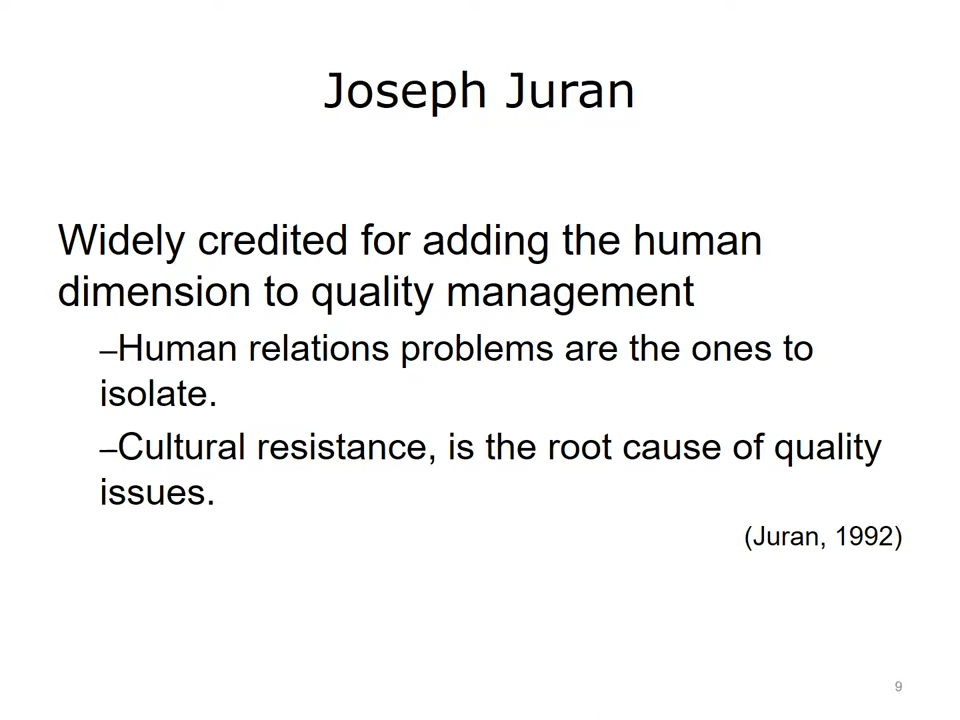 Joseph Juran
Widely credited for adding the human
dimension to quality management
–Human relations problems are the ones to
isolate.
–Cultural resistance, is the root cause of quality
issues.
(Juran, 1992)
9